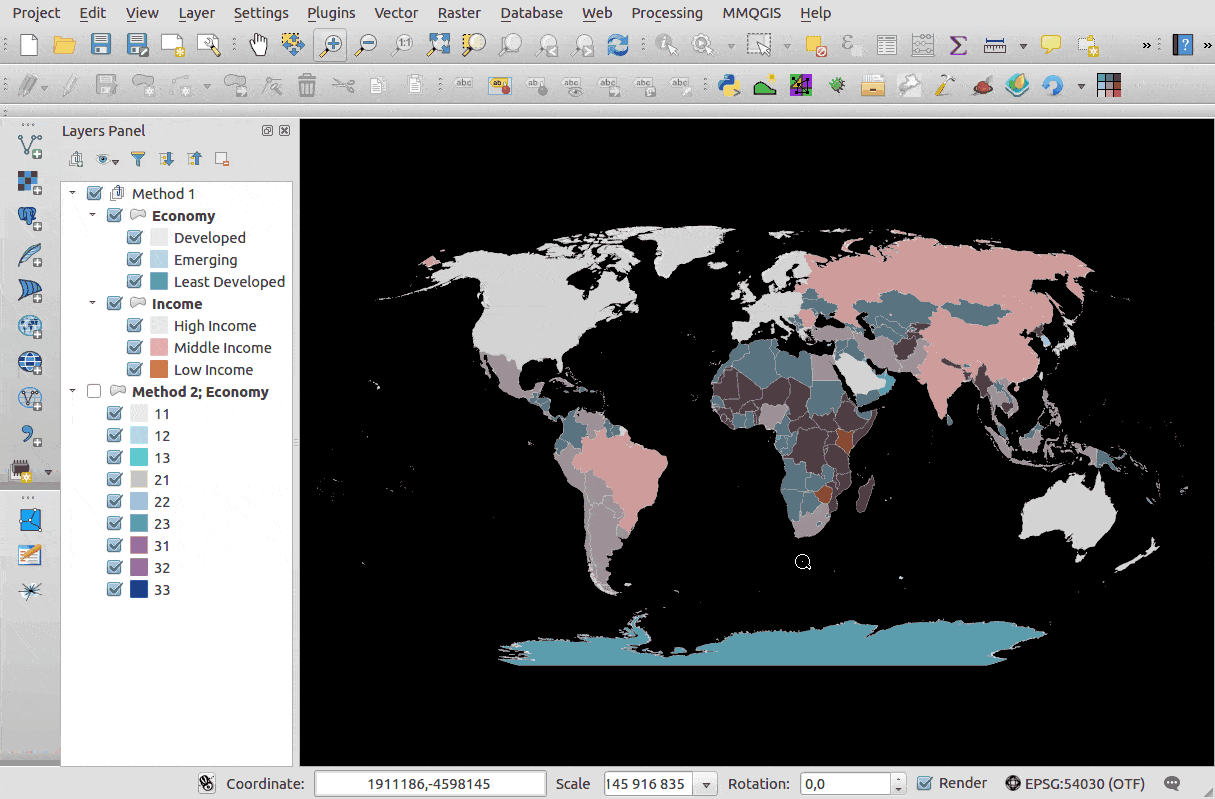 Project Edit View Layer Settings Plugins Vector Raster Database Web Processing MMQGIS Help
Layers Panel
Method 1
Economy
Developed
Emerging
Least Developed
Income
High Income
Middle Income
Low Income
Method 2; Economy
11
12
13
21
22
23
31
32
33
Coordinate: 1911186,-4598145 Scale 145 916 835 Rotation: 0,0 Render EPSG:54030 (OTF)